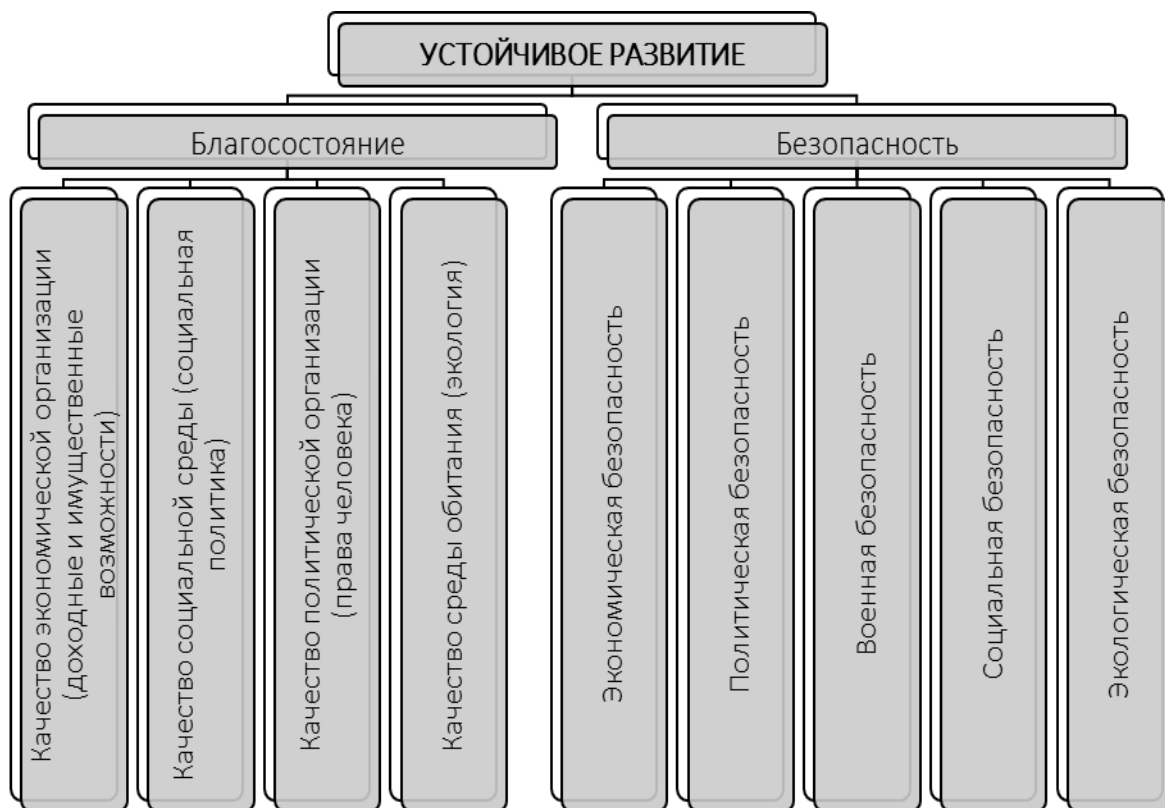 УСТОЙЧИВОЕ РАЗВИТИЕ
Благосостояние
Безопасность
Качество экономической организации
(доходные и имущественные
возможности)
Качество социальной среды (социальная
политика)
Качество политической организации
(права человека)
Качество среды обитания (экология)
Экономическая безопасность
Политическая безопасность
Военная безопасность
Социальная безопасность
Экологическая безопасность